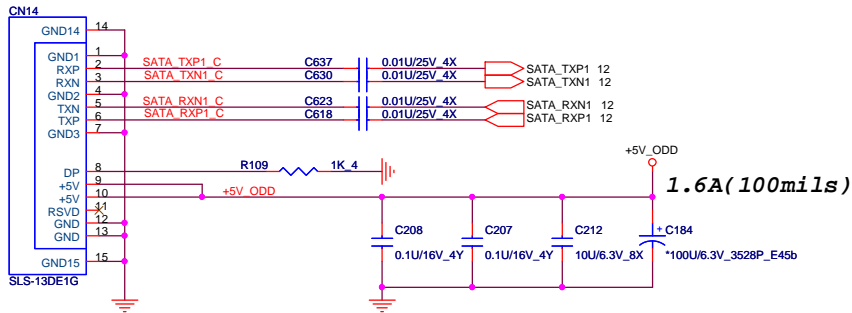 CN14
GND14 14
GND1 1
RXP 2 SATA_TXP1_C C637 0.01U/25V_4X SATA_TXP1 12
RXN 3 SATA_TXN1_C C630 0.01U/25V_4X SATA_TXN1 12
GND2 4
TXN 5 SATA_RXN1_C C623 0.01U/25V_4X SATA_RXN1 12
TXP 6 SATA_RXP1_C C618 0.01U/25V_4X SATA_RXP1 12
GND3 7
+5V_ODD
DP 8 R109 1K_4
+5V 9
1.6A(100mils)
+5V 10 +5V_ODD
RSVD 11
GND 12
GND 13
C208 C207 C212 + C184
0.1U/16V_4Y 0.1U/16V_4Y 10U/6.3V_8X *100U/6.3V_3528P_E45b
GND15 15
SLS-13DE1G